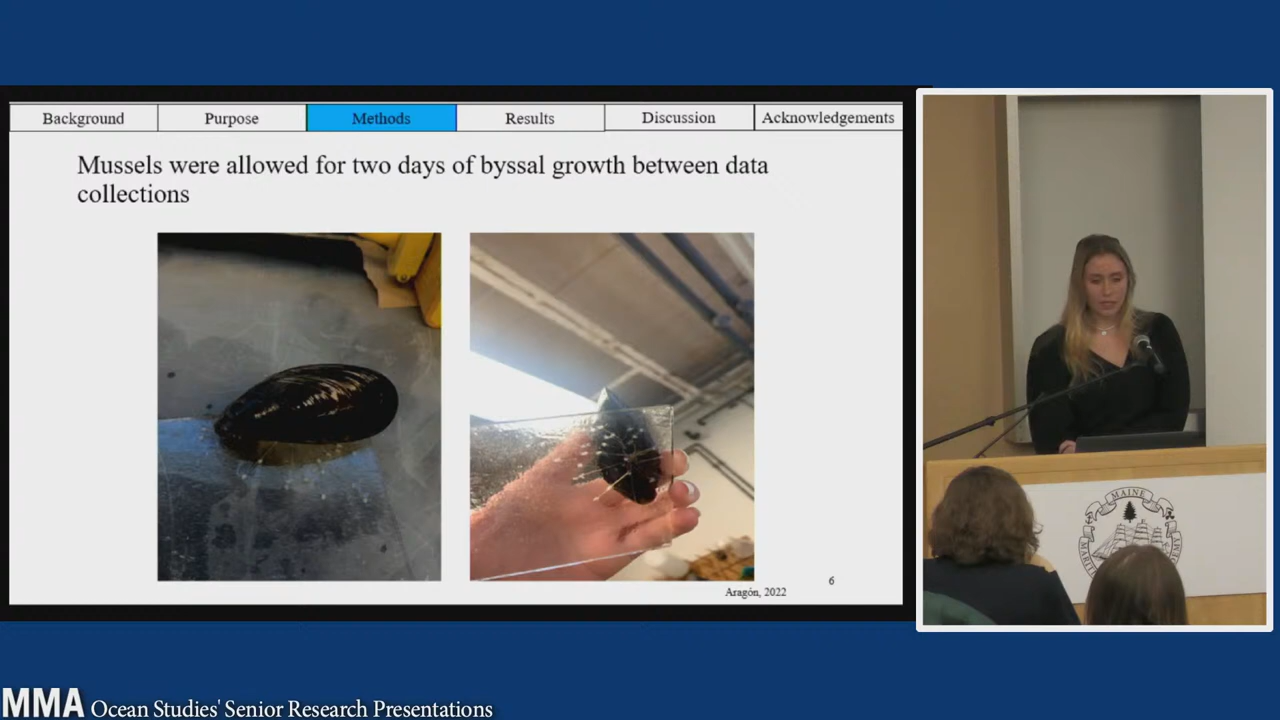 Background Purpose Methods Results Discussion Acknowledgements
Mussels were allowed for two days of byssal growth between data
collections
6
Aragón, 2022
MAINE
MMA Ocean Studies' Senior Research Presentations